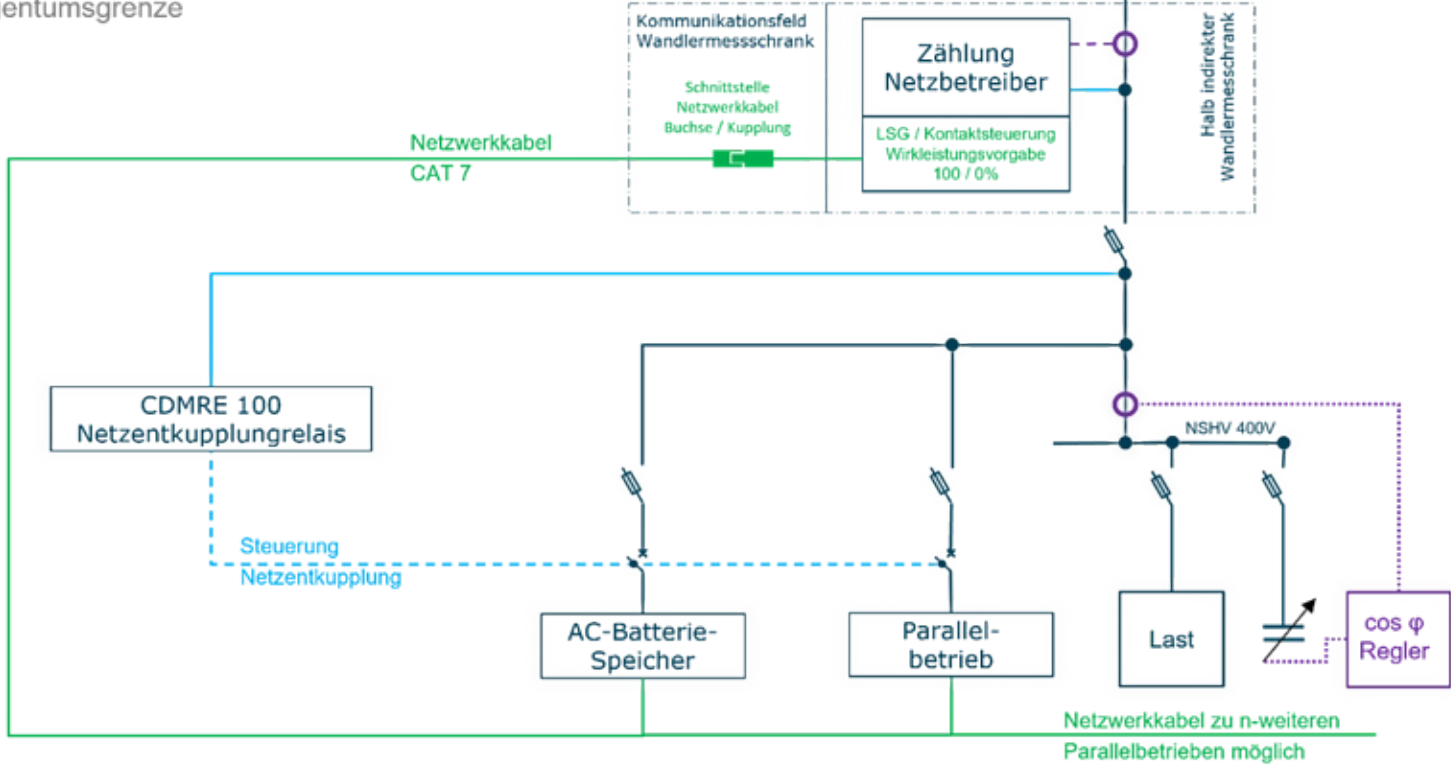 gentumsgrenze
Kommunikationsfeld
Wandlermessschrank
Zählung
Netzbetreiber
Halb indirekter
Wandlermesschrank
Schnittstelle
Netzwerkkabel
Buchse / Kupplung
LSG / Kontaktsteuerung
Wirkleistungsvorgabe
100 / 0%
Netzwerkkabel
CAT 7
CDMRE 100
Netzentkupplungrelais
NSHV 400V
Steuerung
Netzentkupplung
AC-Batterie-
Speicher
Parallel-
betrieb
Last
cos φ
Regler
Netzwerkkabel zu n-weiteren
Parallelbetrieben möglich